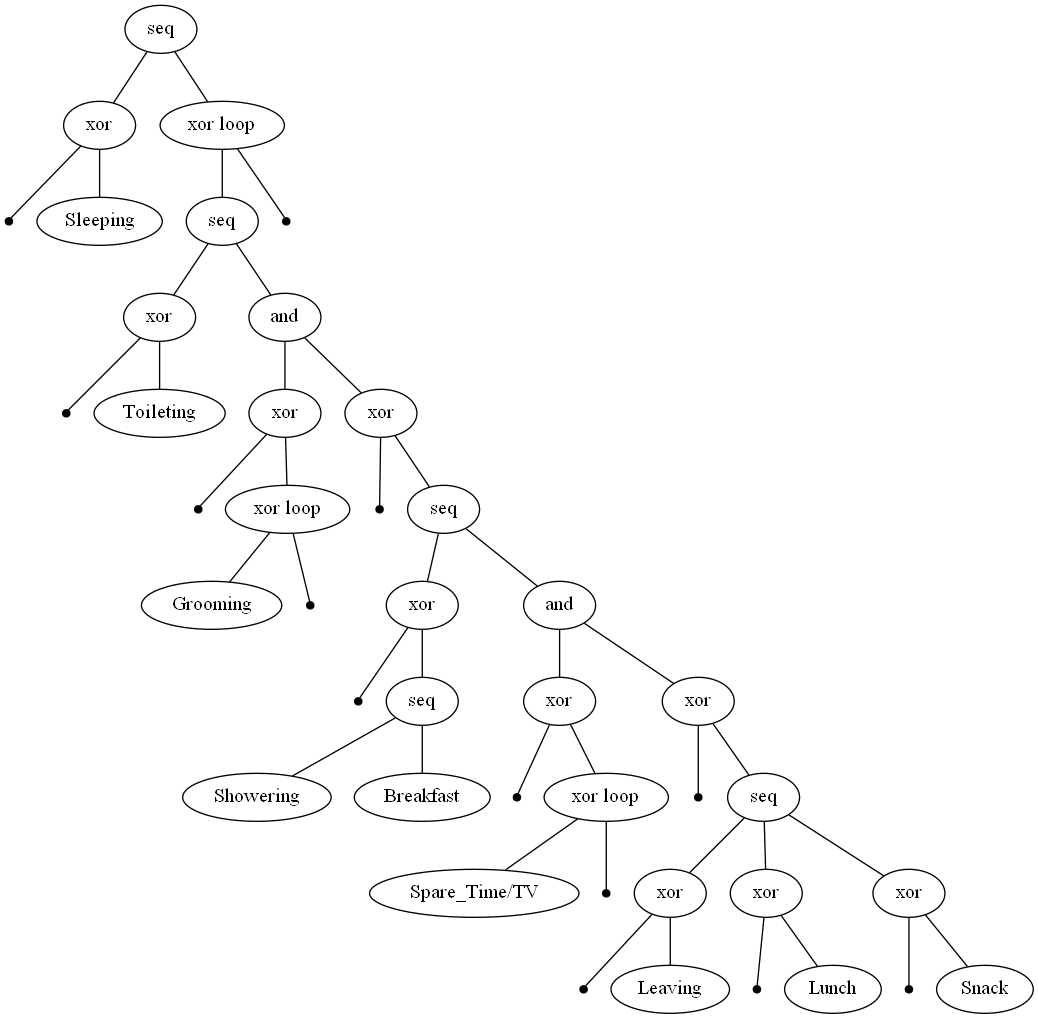 seq
xor
xor loop
Sleeping
seq
xor
and
Toileting
xor
xor
xor loop
seq
Grooming
xor
and
seq
xor
xor
Showering
Breakfast
xor loop
seq
Spare_Time/TV
xor
xor
xor
Leaving
Lunch
Snack